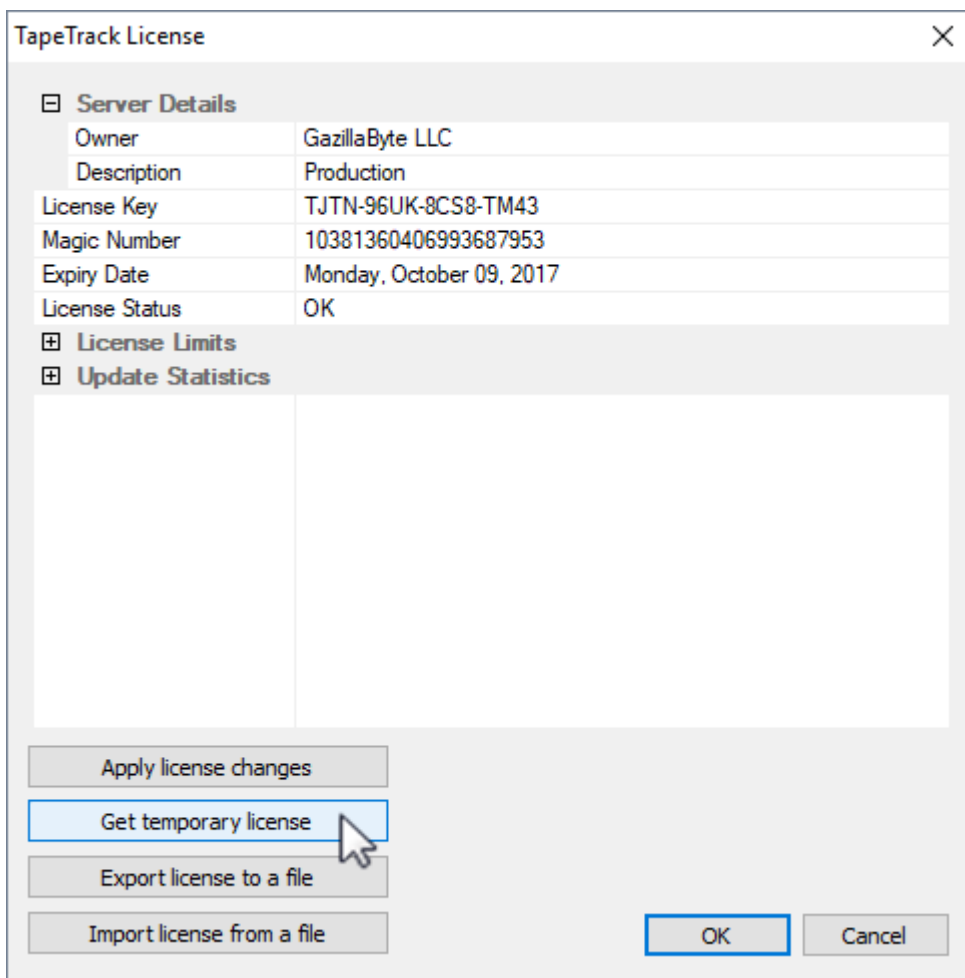 TapeTrack License
Server Details
Owner GazillaByte LLC
Description Production
License Key TJTN-96UK-8CS8-TM43
Magic Number 10381360406993687953
Expiry Date Monday, October 09, 2017
License Status OK
License Limits
Update Statistics
Apply license changes
Get temporary license
Export license to a file
Import license from a file
OK Cancel